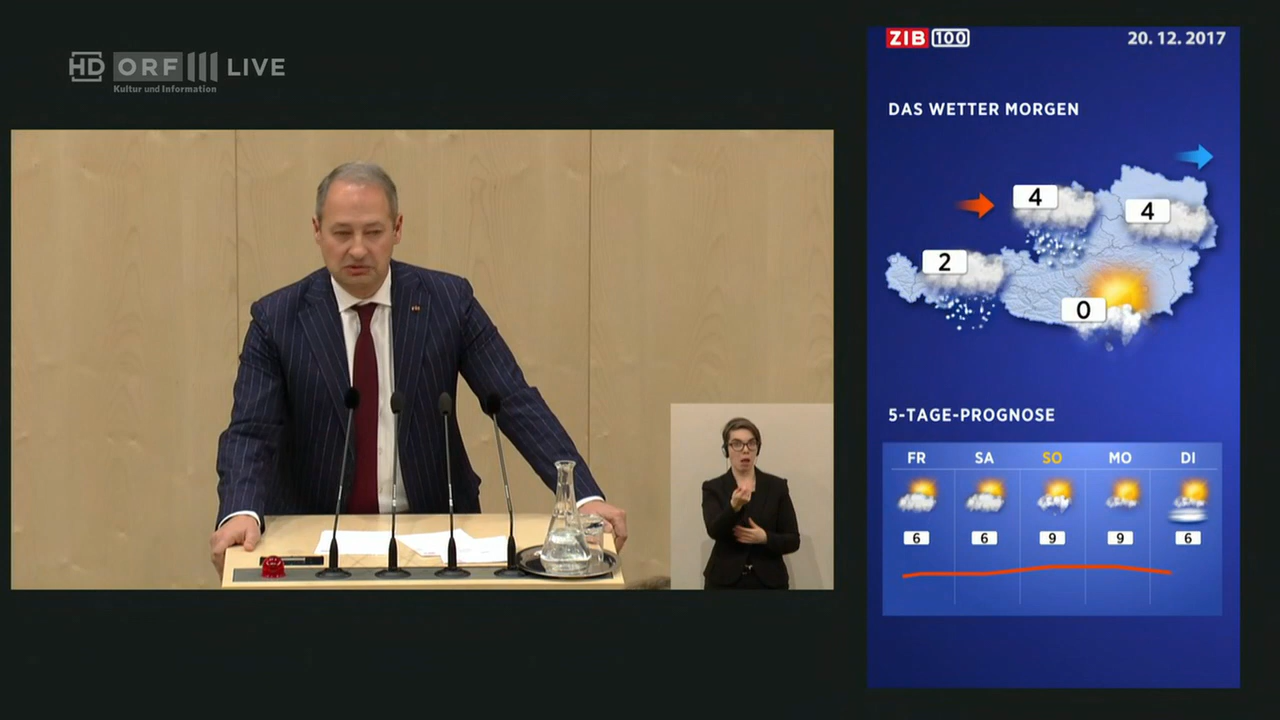 HD ORF III LIVE
Kultur und Information
ZIB 100
20. 12. 2017
DAS WETTER MORGEN
4
4
2
0
5-TAGE-PROGNOSE
FR SA SO MO DI
6 6 9 9 6